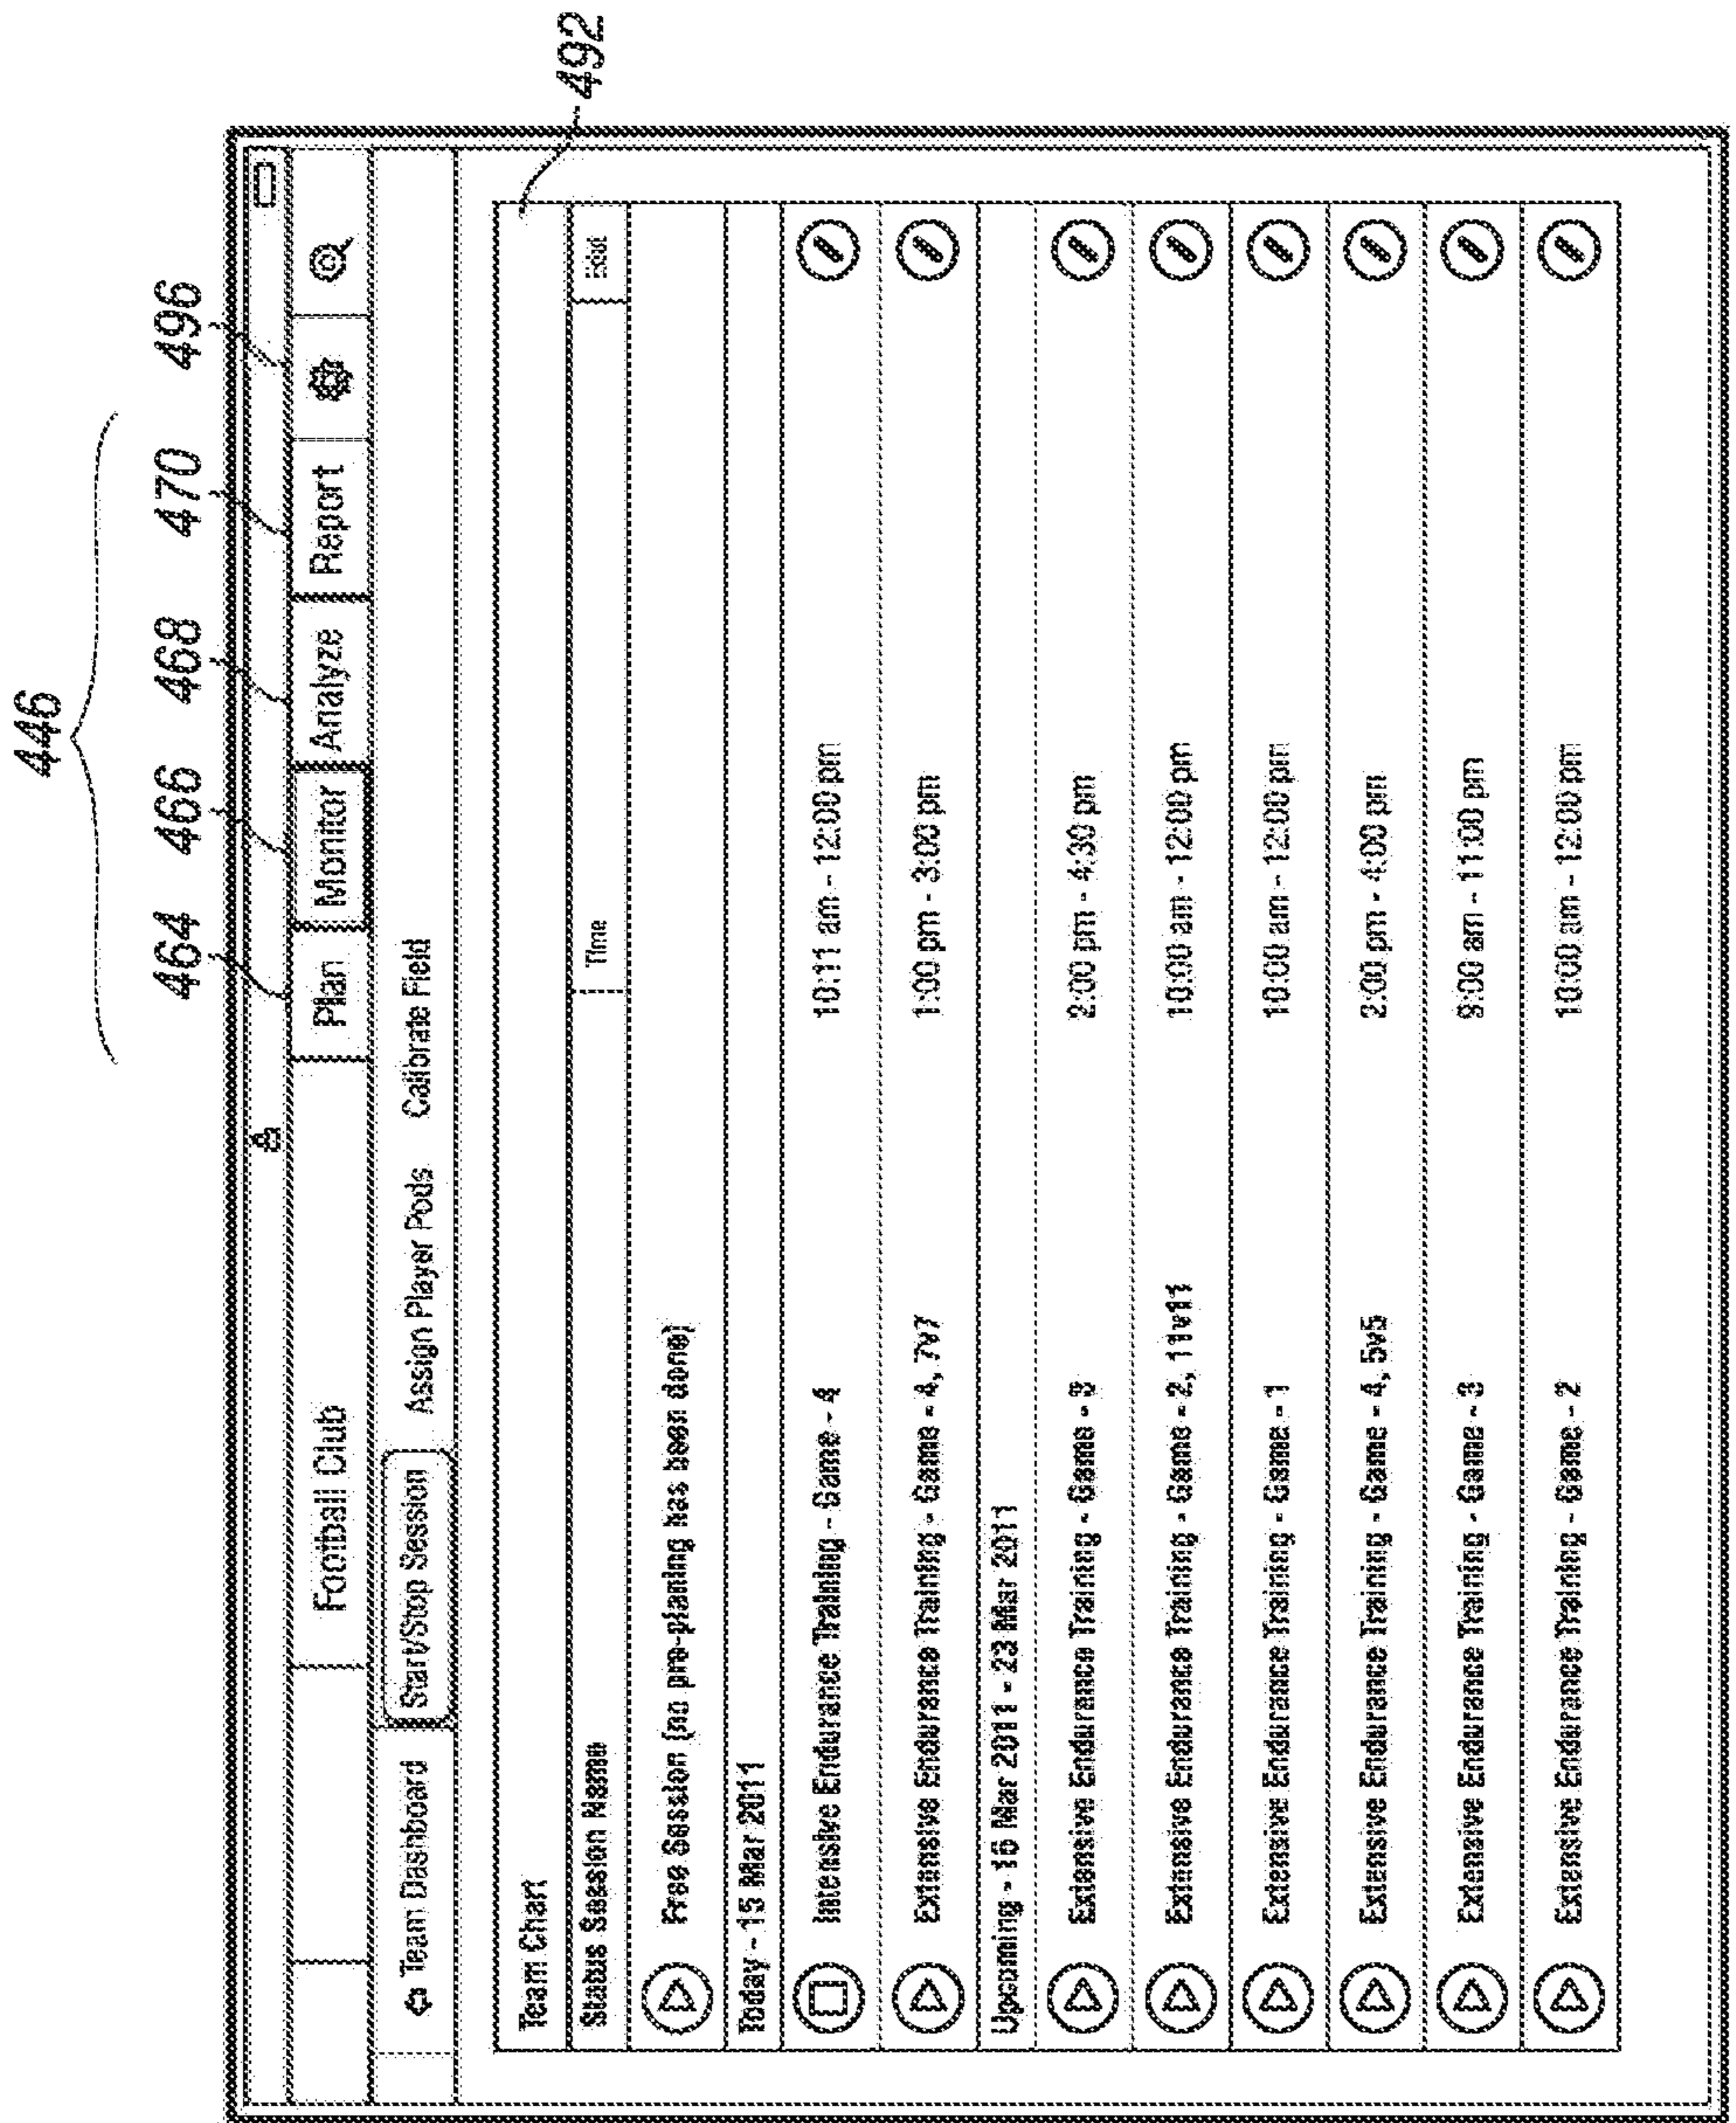 446
464 466 468 470 496
Football Club Plan Monitor Analyze Report
Team Dashboard Start/Stop Session Assign Player Pods Calibrate Field
492
Team Chart
Status Session Name Time Edit
Free Session (no pre-planing has been done)
Today - 15 Mar 2011
Intensive Endurance Training - Game - 4 10:11 am - 12:00 pm
Extensive Endurance Training - Game - 4, 7v7 1:00 pm - 3:00 pm
Upcoming - 16 Mar 2011 - 23 Mar 2011
Extensive Endurance Training - Game - 3 2:00 pm - 4:30 pm
Extensive Endurance Training - Game - 2, 11v11 10:00 am - 12:00 pm
Extensive Endurance Training - Game - 1 10:00 am - 12:00 pm
Extensive Endurance Training - Game - 4, 5v5 2:00 pm - 4:00 pm
Extensive Endurance Training - Game - 3 9:00 am - 11:00 pm
Extensive Endurance Training - Game - 2 10:00 am - 12:00 pm